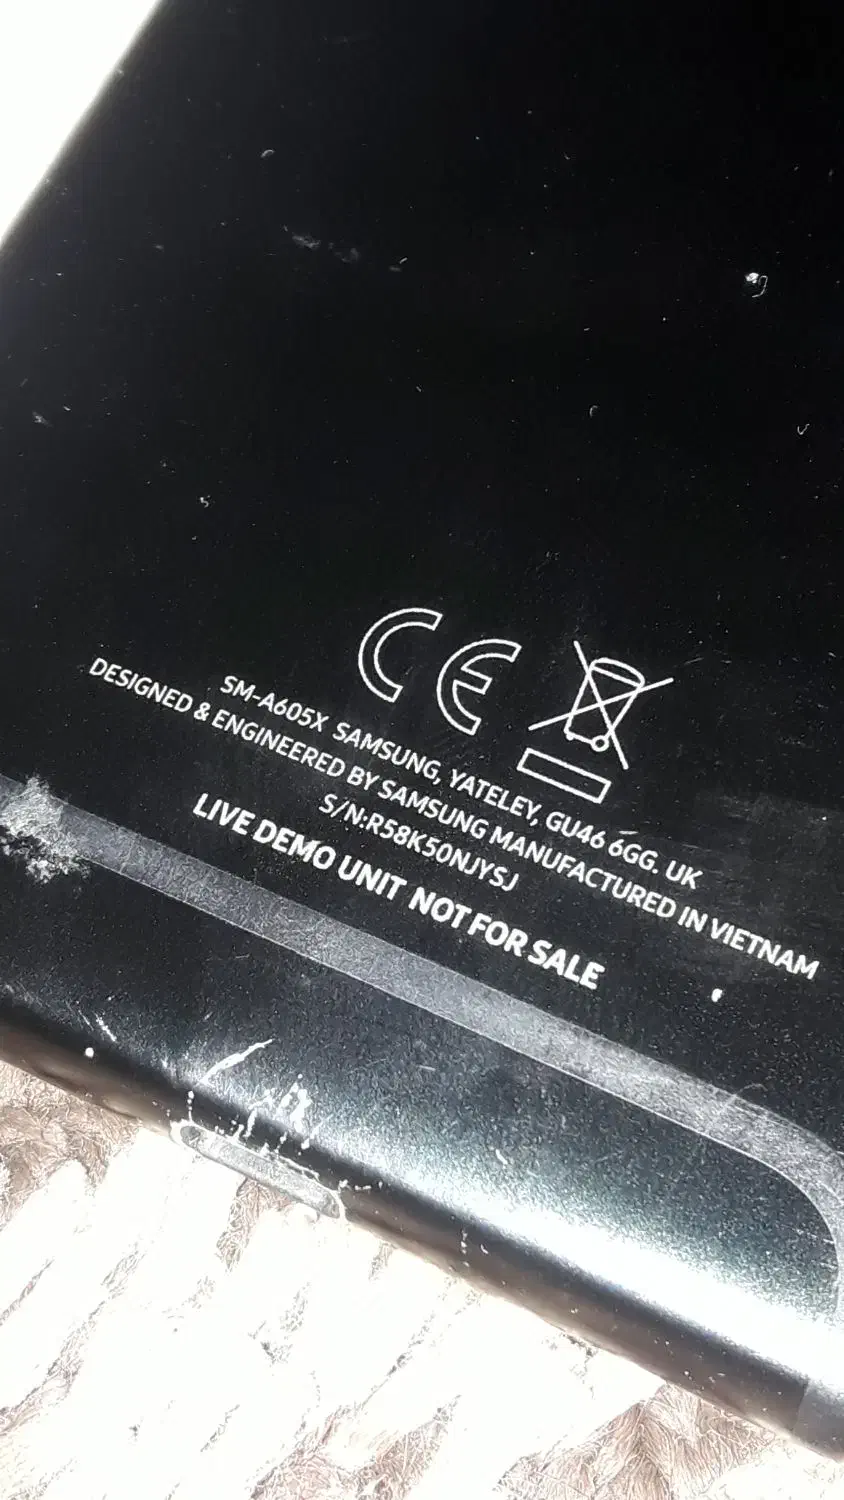 CE
SM-A605X SAMSUNG, YATELEY, GU46 6GG. UK
DESIGNED & ENGINEERED BY SAMSUNG MANUFACTURED IN VIETNAM
S/N:R58K50NJYSJ
LIVE DEMO UNIT NOT FOR SALE